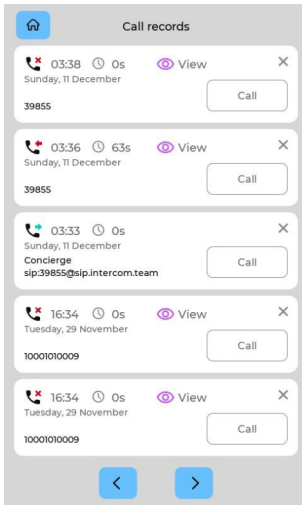 Call records
03:38 0s View
Sunday, 11 December
Call
39855
03:36 63s View
Sunday, 11 December
Call
39855
03:33 0s View
Sunday, 11 December
Concierge
Call
sip:39855@sip.intercom.team
16:34 0s View
Tuesday, 29 November
Call
10001010009
16:34 0s View
Tuesday, 29 November
Call
10001010009